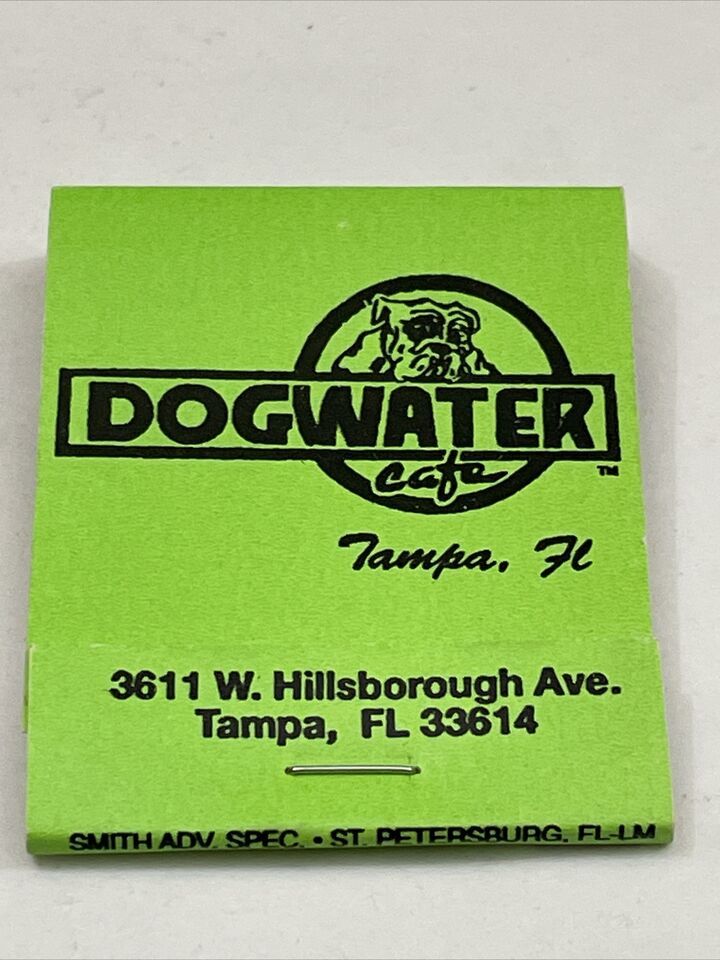 DOGWATER
cafe
TM
Tampa, Fl
3611 W. Hillsborough Ave.
Tampa, FL 33614
SMITH ADV. SPEC. • ST. PETERSBURG, FL-LM